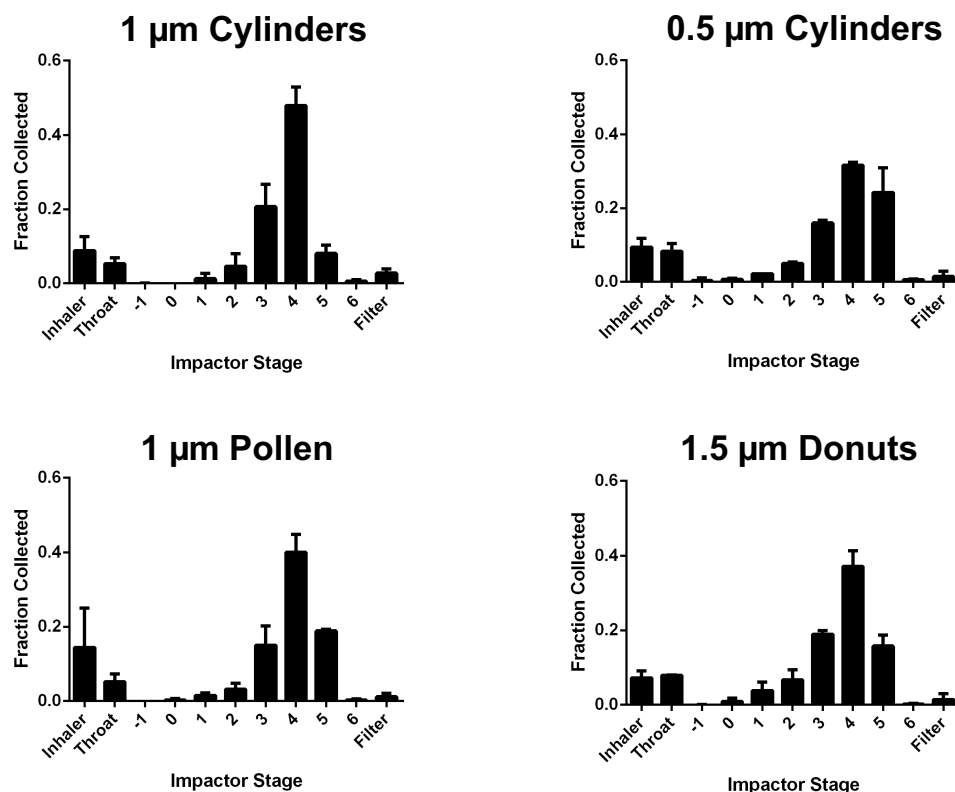 1 µm Cylinders
0.6
0.4
0.2
0.0
Fraction Collected
Inhaler
Throat
-1
0
1
2
3
4
5
6
Filter
Impactor Stage
0.5 µm Cylinders
0.6
0.4
0.2
0.0
Fraction Collected
Inhaler
Throat
-1
0
1
2
3
4
5
6
Filter
Impactor Stage
1 µm Pollen
0.6
0.4
0.2
0.0
Fraction Collected
Inhaler
Throat
-1
0
1
2
3
4
5
6
Filter
Impactor Stage
1.5 µm Donuts
0.6
0.4
0.2
0.0
Fraction Collected
Inhaler
Throat
-1
0
1
2
3
4
5
6
Filter
Impactor Stage